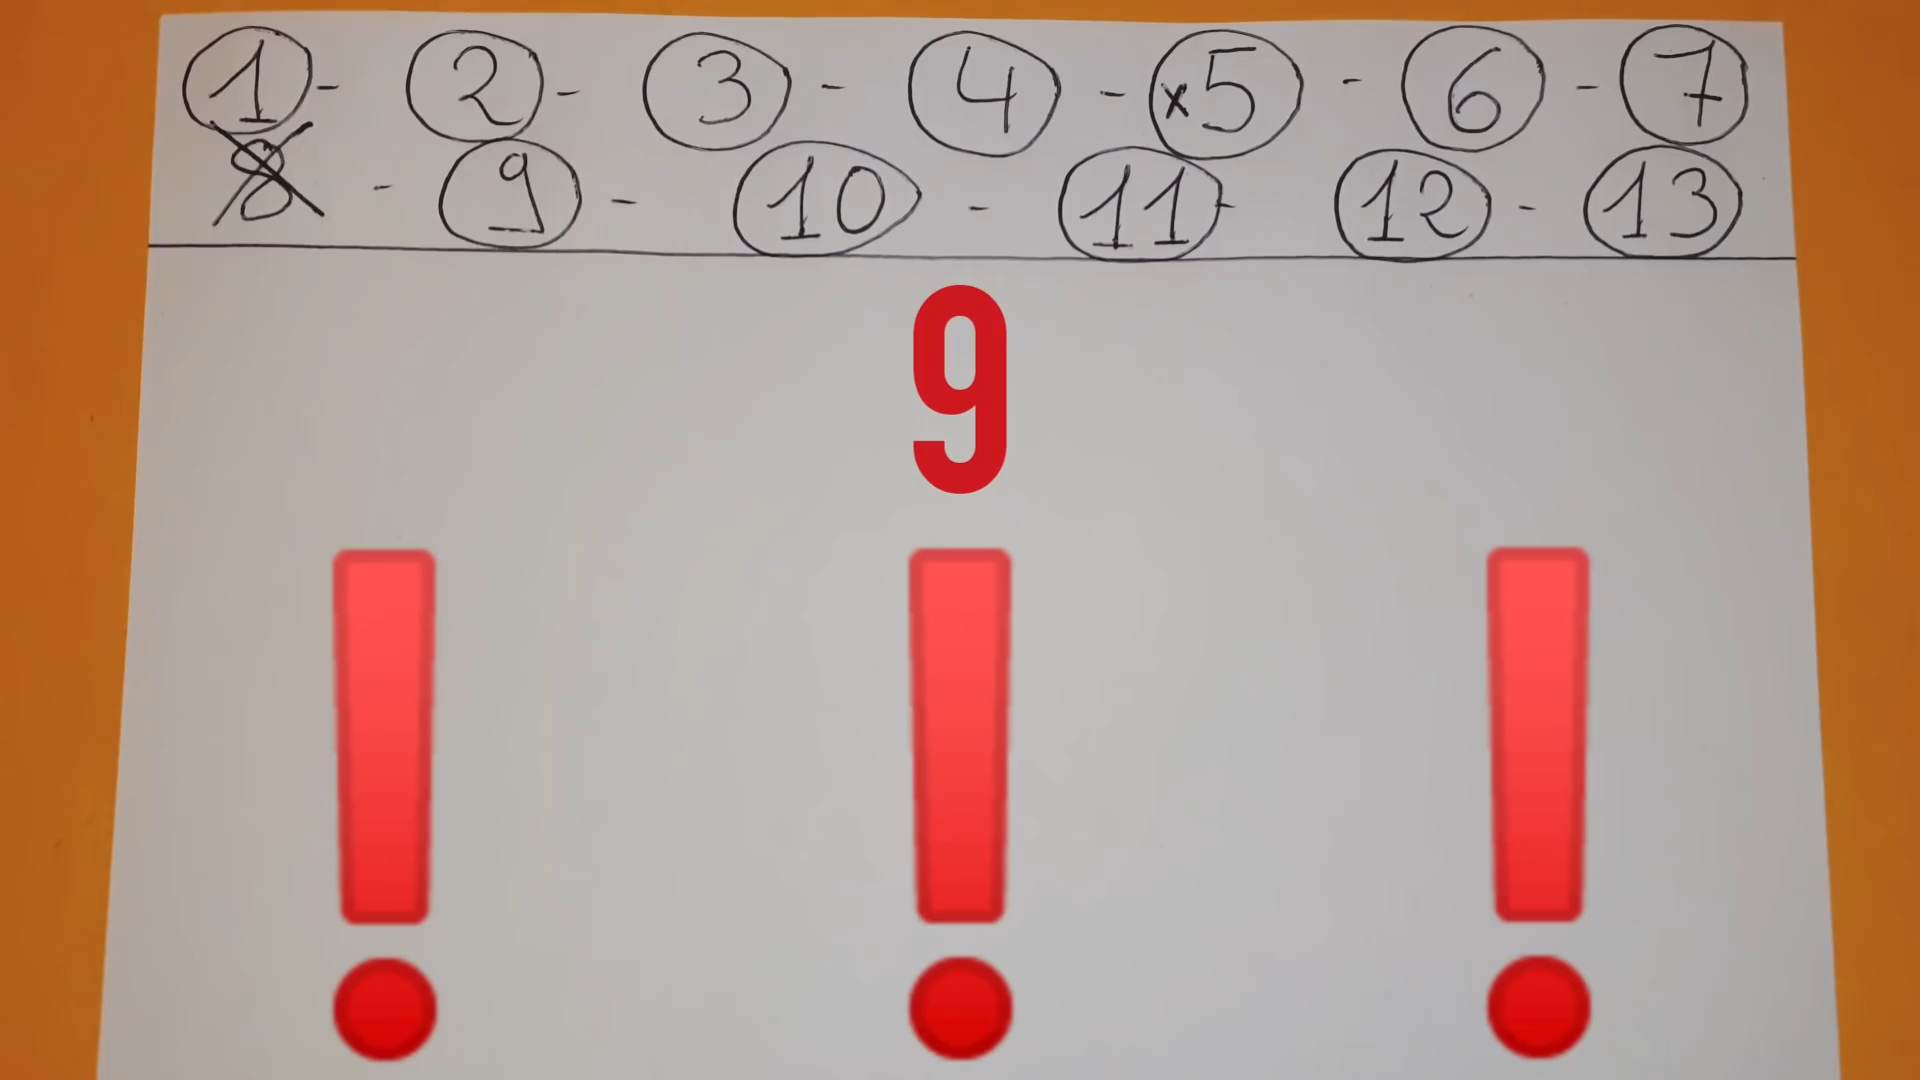 1 - 2 - 3 - 4 - x5 - 6 - 7
8 - 9 - 10 - 11 - 12 - 13
9
! ! !